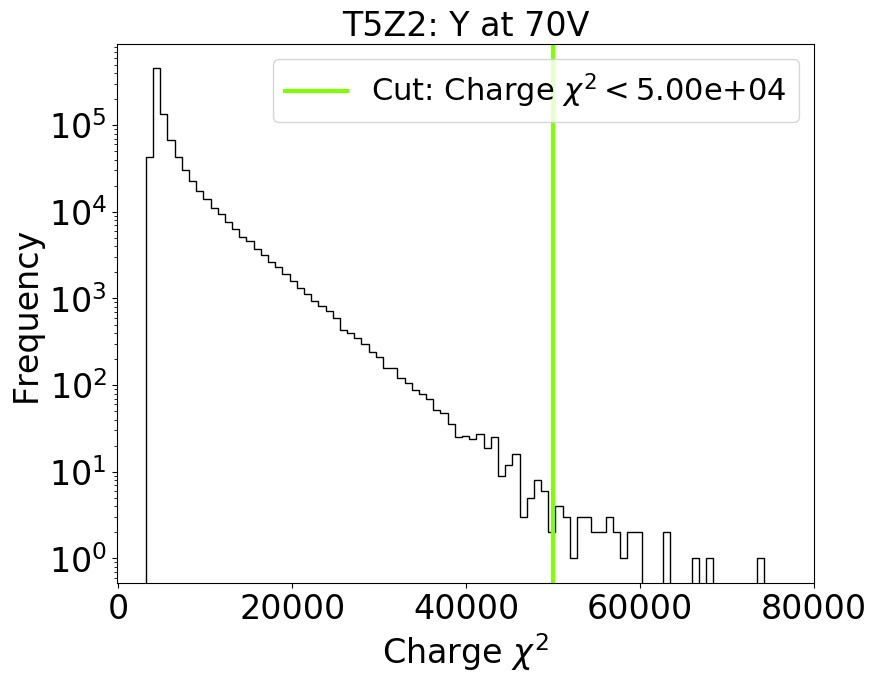 T5Z2: Y at 70V
Cut: Charge χ² < 5.00e+04
10⁵
10⁴
10³
10²
10¹
10⁰
Frequency
0 20000 40000 60000 80000
Charge χ²